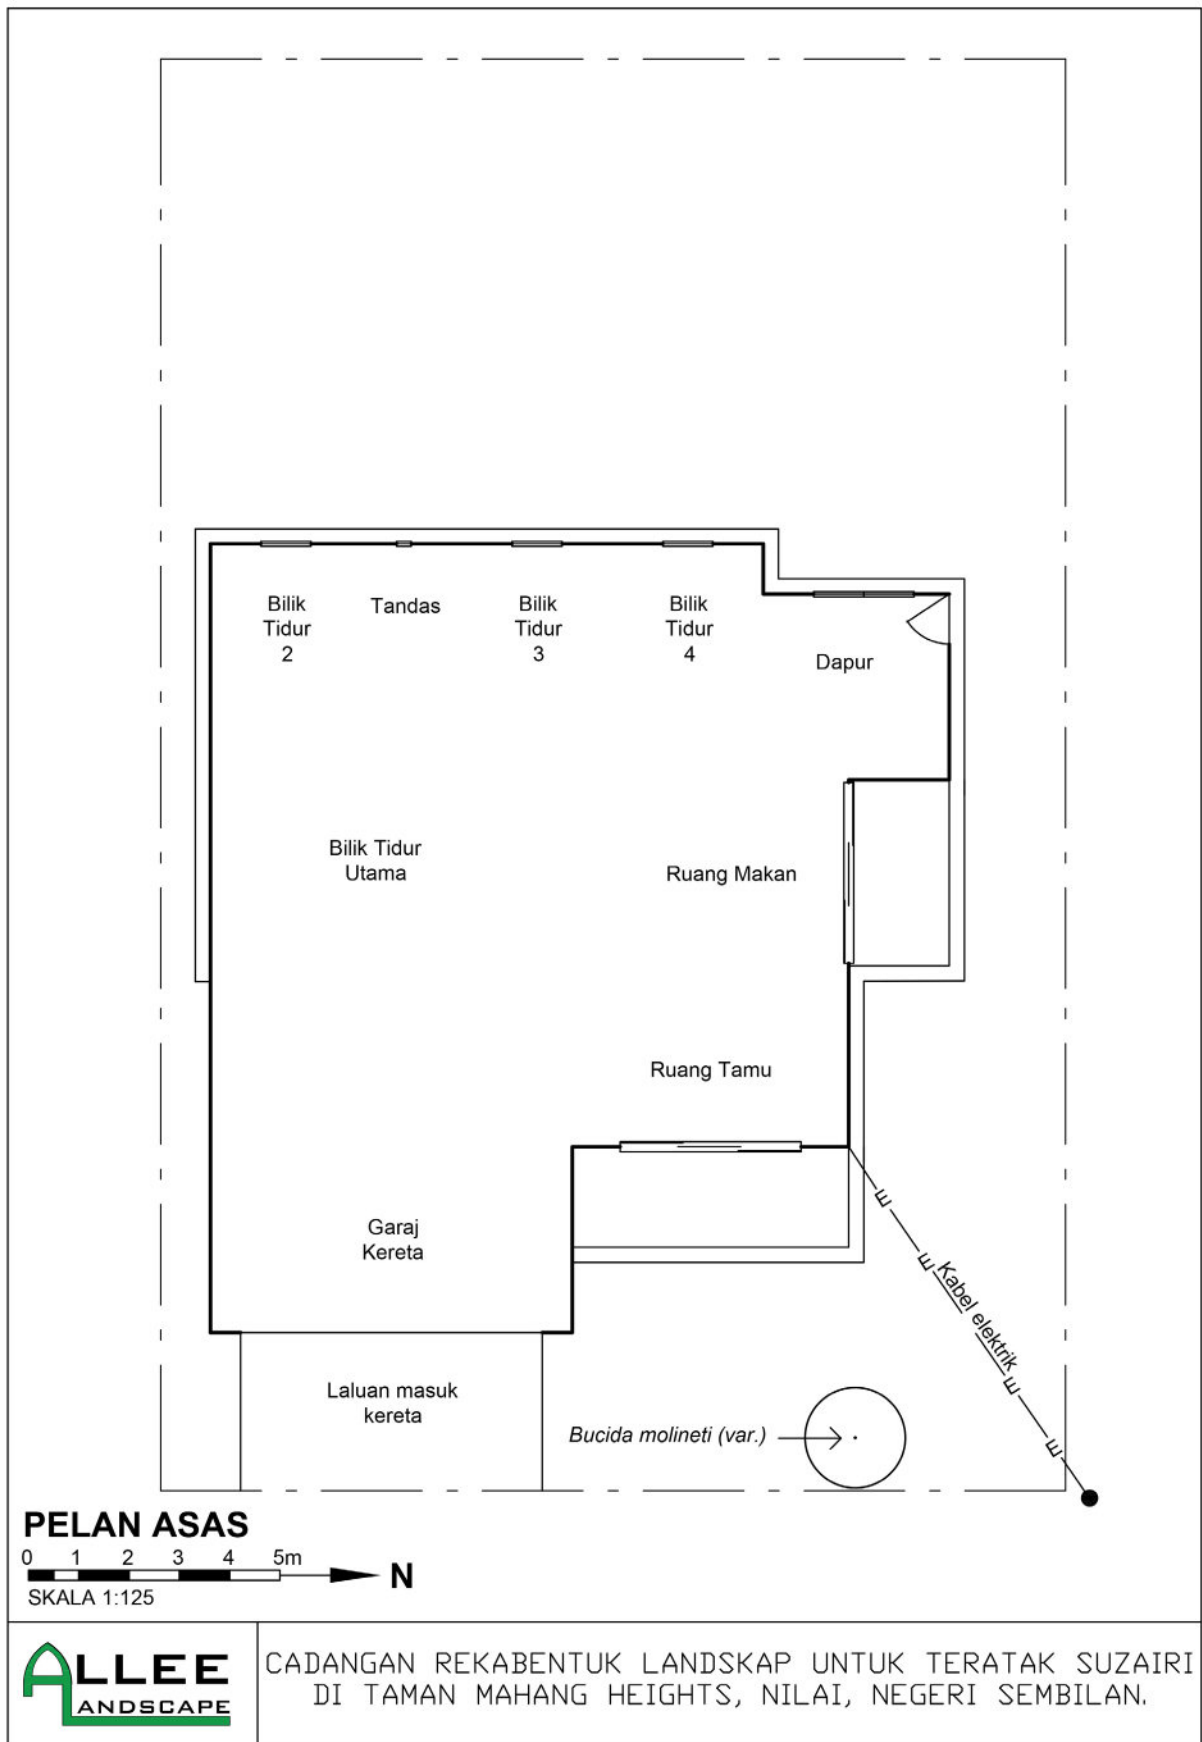 Bilik
Tidur
2
Tandas
Bilik
Tidur
3
Bilik
Tidur
4
Dapur
Bilik Tidur
Utama
Ruang Makan
Ruang Tamu
Garaj
Kereta
E
E
Kabel elektrik
E
E
Laluan masuk
kereta
Bucida molineti (var.)
PELAN ASAS
0 1 2 3 4 5m
N
SKALA 1:125
ALLEE
LANDSCAPE
CADANGAN REKABENTUK LANDSKAP UNTUK TERATAK SUZAIRI
DI TAMAN MAHANG HEIGHTS, NILAI, NEGERI SEMBILAN.